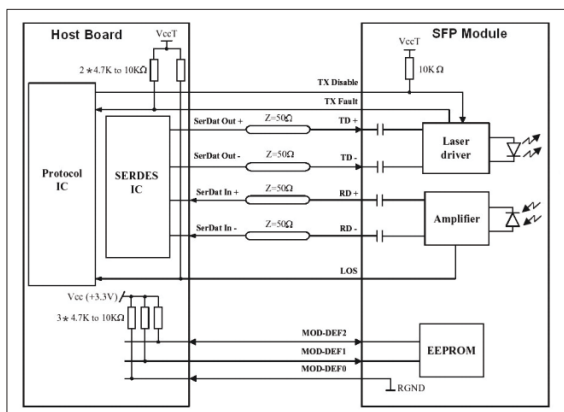 Host Board
SFP Module
VccT
VccT
2★4.7K to 10KΩ
10KΩ
TX Disable
TX Fault
SerDat Out +
Z=50Ω
TD +
SerDat Out -
Z=50Ω
TD -
Laser
driver
Protocol
IC
SERDES
IC
SerDat In +
Z=50Ω
RD +
SerDat In -
Z=50Ω
RD -
Amplifier
LOS
Vcc (+3.3V)
3★4.7K to 10KΩ
MOD-DEF2
MOD-DEF1
MOD-DEF0
EEPROM
RGND